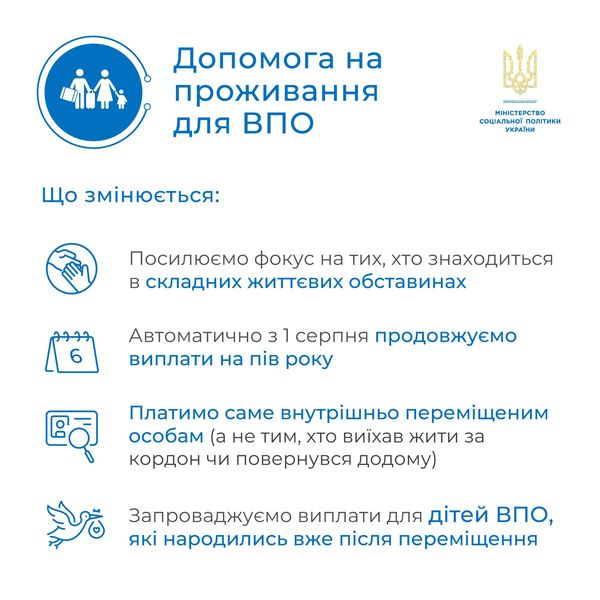 Допомога на
проживання
для ВПО
МІНІСТЕРСТВО
СОЦІАЛЬНОЇ ПОЛІТИКИ
УКРАЇНИ
Що змінюється:
Посилюємо фокус на тих, хто знаходиться
в складних життєвих обставинах
6
Автоматично з 1 серпня продовжуємо
виплати на пів року
Платимо саме внутрішньо переміщеним
особам (а не тим, хто виїхав жити за
кордон чи повернувся додому)
Запроваджуємо виплати для дітей ВПО,
які народились вже після переміщення